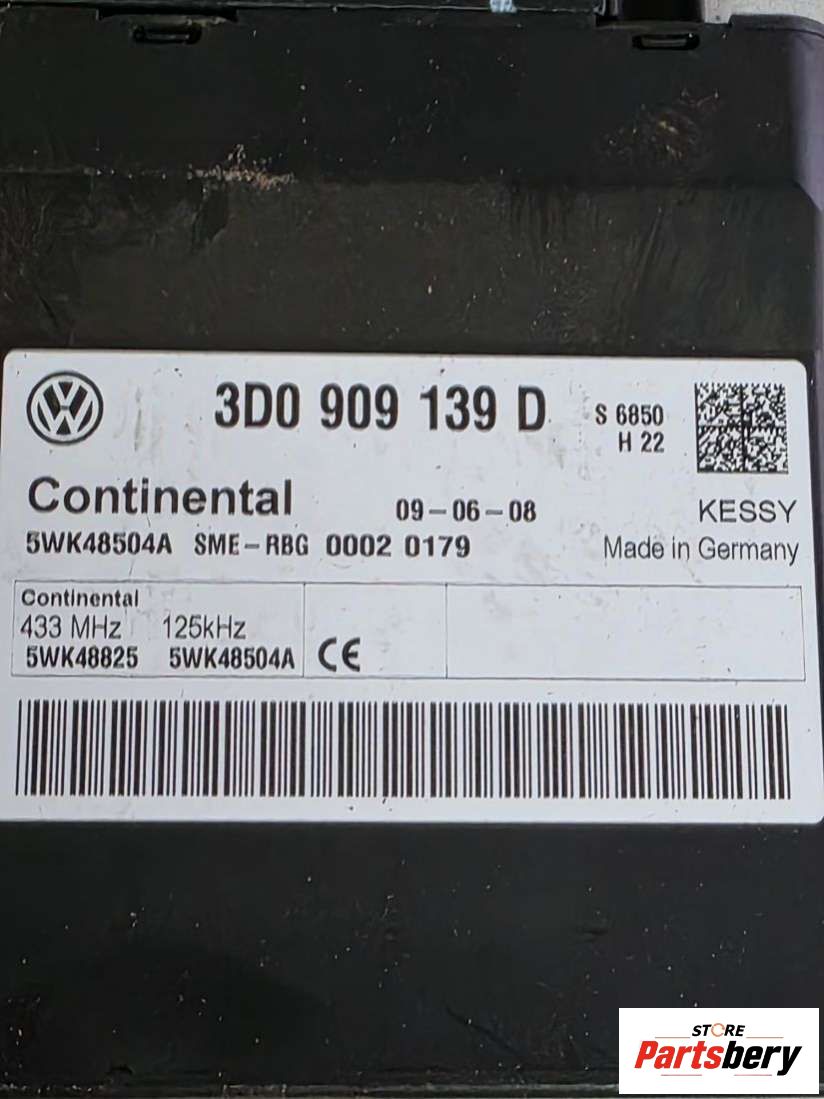 3D0 909 139 D
S 6850
H 22
Continental
09-06-08
KESSY
5WK48504A SME-RBG 0002 0179
Made in Germany
Continental
433 MHz 125kHz
5WK48825 5WK48504A CE
STORE
Partsbery